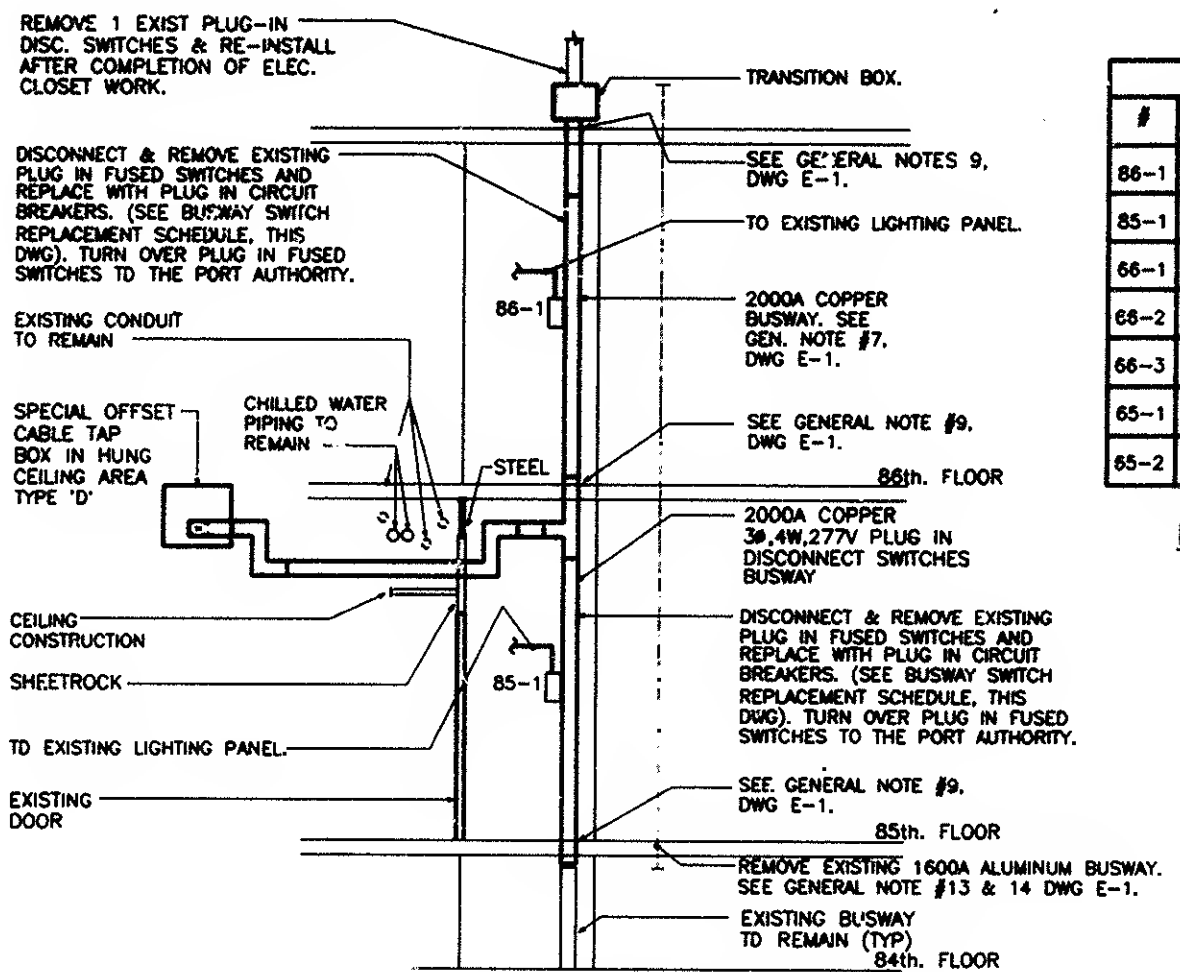 REMOVE 1 EXIST PLUG-IN
DISC. SWITCHES & RE-INSTALL
AFTER COMPLETION OF ELEC.
CLOSET WORK.
DISCONNECT & REMOVE EXISTING
PLUG IN FUSED SWITCHES AND
REPLACE WITH PLUG IN CIRCUIT
BREAKERS. (SEE BUSWAY SWITCH
REPLACEMENT SCHEDULE, THIS
DWG). TURN OVER PLUG IN FUSED
SWITCHES TO THE PORT AUTHORITY.
EXISTING CONDUIT
TO REMAIN
SPECIAL OFFSET
CABLE TAP
BOX IN HUNG
CEILING AREA
TYPE 'D'
CHILLED WATER
PIPING TO
REMAIN
STEEL
86-1
CEILING
CONSTRUCTION
SHEETROCK
85-1
TO EXISTING LIGHTING PANEL.
EXISTING
DOOR
TRANSITION BOX.
SEE GENERAL NOTES 9,
DWG E-1.
TO EXISTING LIGHTING PANEL.
2000A COPPER
BUSWAY. SEE
GEN. NOTE #7,
DWG E-1.
SEE GENERAL NOTE #9,
DWG E-1.
86th. FLOOR
2000A COPPER
3ø,4W,277V PLUG IN
DISCONNECT SWITCHES
BUSWAY
DISCONNECT & REMOVE EXISTING
PLUG IN FUSED SWITCHES AND
REPLACE WITH PLUG IN CIRCUIT
BREAKERS. (SEE BUSWAY SWITCH
REPLACEMENT SCHEDULE, THIS
DWG). TURN OVER PLUG IN FUSED
SWITCHES TO THE PORT AUTHORITY.
SEE GENERAL NOTE #9,
DWG E-1.
85th. FLOOR
REMOVE EXISTING 1600A ALUMINUM BUSWAY.
SEE GENERAL NOTE #13 & 14 DWG E-1.
EXISTING BUSWAY
TO REMAIN (TYP)
84th. FLOOR
#
86-1
85-1
66-1
66-2
66-3
65-1
65-2